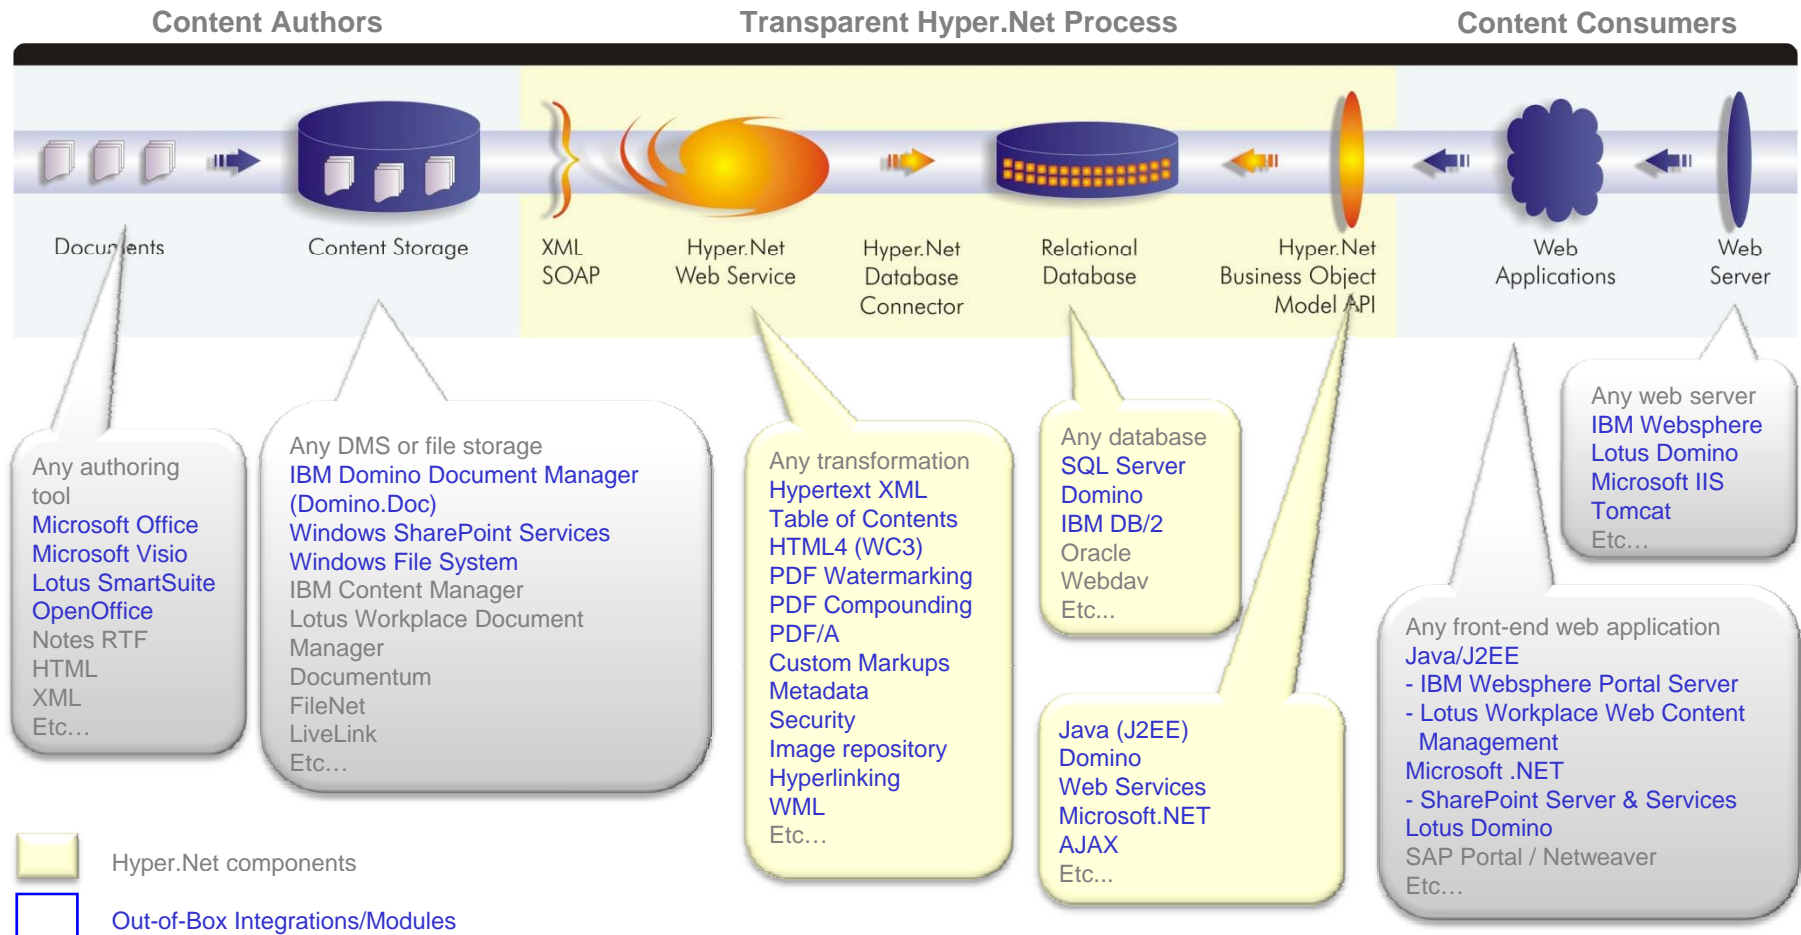 Content Authors
Transparent Hyper.Net Process
Content Consumers
Documents
Content Storage
XML
SOAP
Hyper.Net
Web Service
Hyper.Net
Database
Connector
Relational
Database
Hyper.Net
Business Object
Model API
Web
Applications
Web
Server
Any authoring
tool
Microsoft Office
Microsoft Visio
Lotus SmartSuite
OpenOffice
Notes RTF
HTML
XML
Etc…
Any DMS or file storage
IBM Domino Document Manager
(Domino.Doc)
Windows SharePoint Services
Windows File System
IBM Content Manager
Lotus Workplace Document
Manager
Documentum
FileNet
LiveLink
Etc…
Any transformation
Hypertext XML
Table of Contents
HTML4 (WC3)
PDF Watermarking
PDF Compounding
PDF/A
Custom Markups
Metadata
Security
Image repository
Hyperlinking
WML
Etc…
Any database
SQL Server
Domino
IBM DB/2
Oracle
Webdav
Etc...
Java (J2EE)
Domino
Web Services
Microsoft.NET
AJAX
Etc...
Any web server
IBM Websphere
Lotus Domino
Microsoft IIS
Tomcat
Etc…
Any front-end web application
Java/J2EE
- IBM Websphere Portal Server
- Lotus Workplace Web Content
Management
Microsoft .NET
- SharePoint Server & Services
Lotus Domino
SAP Portal / Netweaver
Etc…
Hyper.Net components
Out-of-Box Integrations/Modules